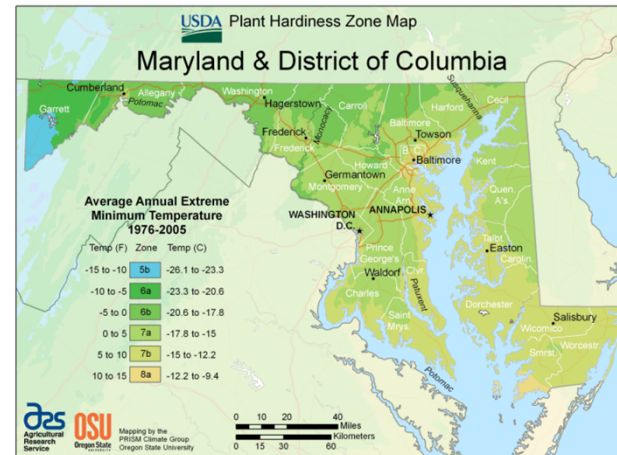 USDA Plant Hardiness Zone Map
Maryland & District of Columbia
Cumberland
Allegany
Washington
Garrett
Potomac
Hagerstown
Carroll
Harford
Cecil
Susquehanna
Monocacy
Baltimore
Towson
Frederick
Frederick
B. C.
Baltimore
Kent
Howard
Germantown
Montgomery
Anne
Arn.
Quen
A's
WASHINGTON
D.C.
ANNAPOLIS
Talbt
Easton
Carolin
Prince
George's
Waldorf
Clvr.
Patuxent
Charles
Dorchester
Saint
Mrys.
Salisbury
Wicomico
Worcestr.
Smrst.
Potomac
Average Annual Extreme
Minimum Temperature
1976-2005
Temp (F) Zone Temp (C)
-15 to -10 5b -26.1 to -23.3
-10 to -5 6a -23.3 to -20.6
-5 to 0 6b -20.6 to -17.8
0 to 5 7a -17.8 to -15
5 to 10 7b -15 to -12.2
10 to 15 8a -12.2 to -9.4
ars
Agricultural
Research
Service
OSU
Oregon State
UNIVERSITY
Mapping by the
PRISM Climate Group
Oregon State University
0 10 20 40
Miles
Kilometers
0 15 30 60